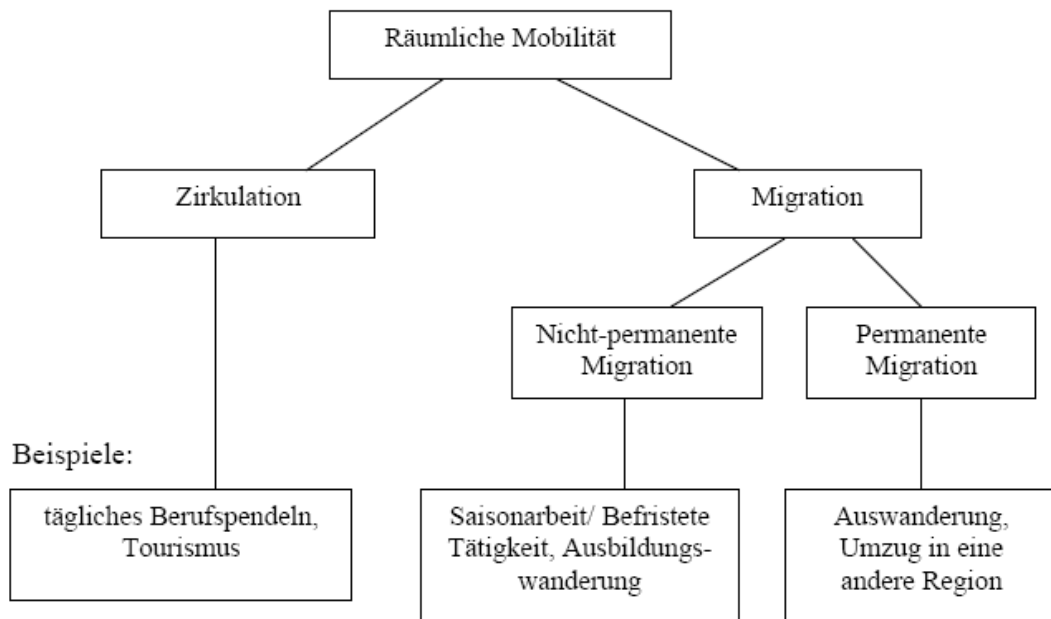 Räumliche Mobilität
Zirkulation
Migration
Nicht-permanente
Migration
Permanente
Migration
Beispiele:
tägliches Berufspendeln,
Tourismus
Saisonarbeit/ Befristete
Tätigkeit, Ausbildungs-
wanderung
Auswanderung,
Umzug in eine
andere Region